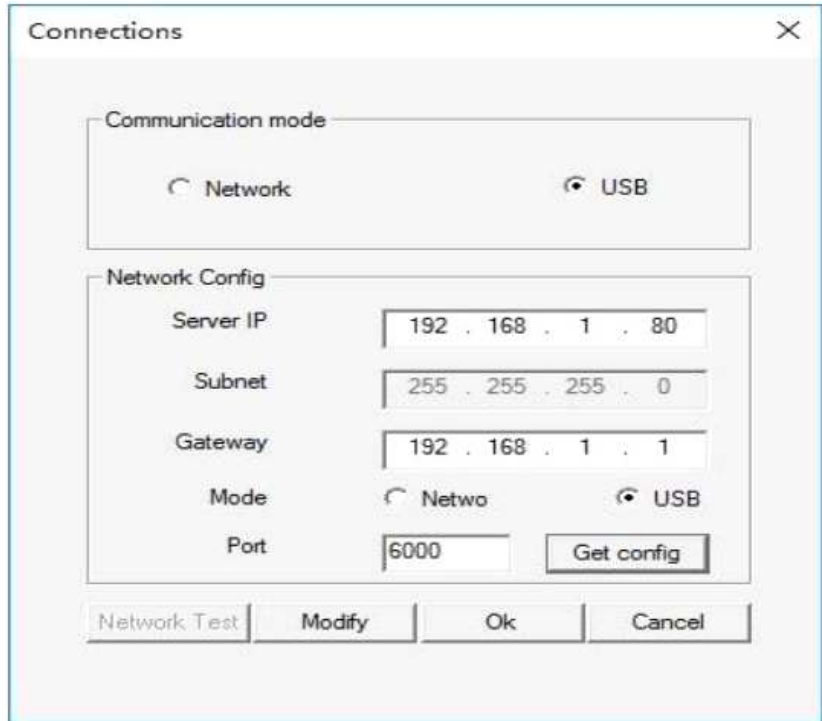 Connections
Communication mode
Network USB
Network Config
Server IP 192 . 168 . 1 . 80
Subnet 255 . 255 . 255 . 0
Gateway 192 . 168 . 1 . 1
Mode Netwo USB
Port 6000 Get config
Network Test Modify Ok Cancel